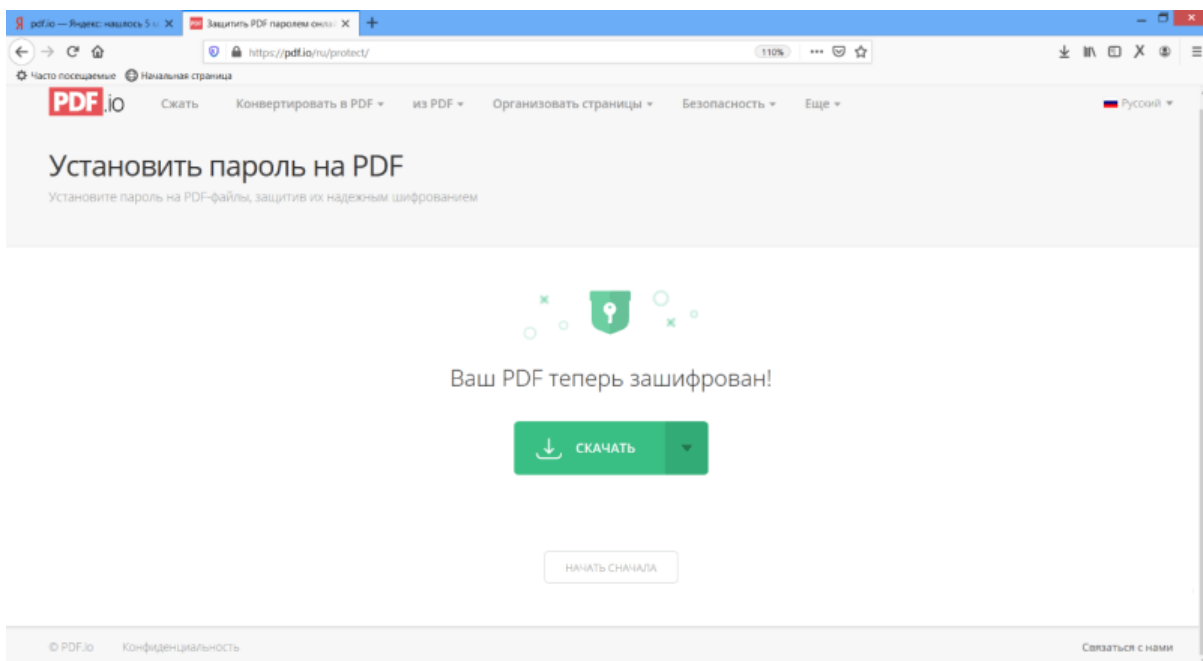 pdf.io — Яндекс: нашлось 5
Защитить PDF паролем онла
https://pdf.io/ru/protect/
110%
Часто посещаемые Начальная страница
PDF.io Сжать Конвертировать в PDF из PDF Организовать страницы Безопасность Еще Русский
Установить пароль на PDF
Установите пароль на PDF-файлы, защитив их надежным шифрованием
Ваш PDF теперь зашифрован!
СКАЧАТЬ
НАЧАТЬ СНАЧАЛА
© PDF.io Конфиденциальность Связаться с нами